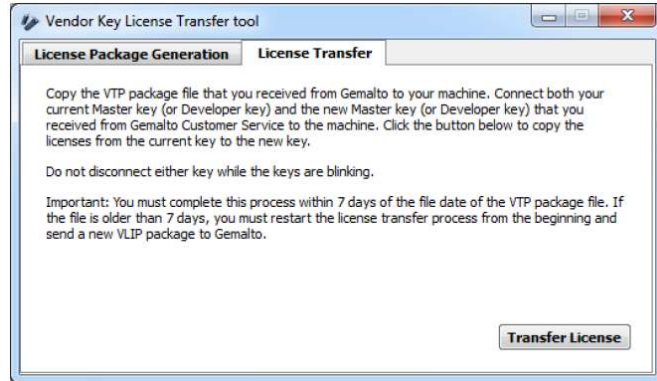 Vendor Key License Transfer tool
License Package Generation License Transfer
Copy the VTP package file that you received from Gemalto to your machine. Connect both your
current Master key (or Developer key) and the new Master key (or Developer key) that you
received from Gemalto Customer Service to the machine. Click the button below to copy the
licenses from the current key to the new key.
Do not disconnect either key while the keys are blinking.
Important: You must complete this process within 7 days of the file date of the VTP package file. If
the file is older than 7 days, you must restart the license transfer process from the beginning and
send a new VLIP package to Gemalto.
Transfer License